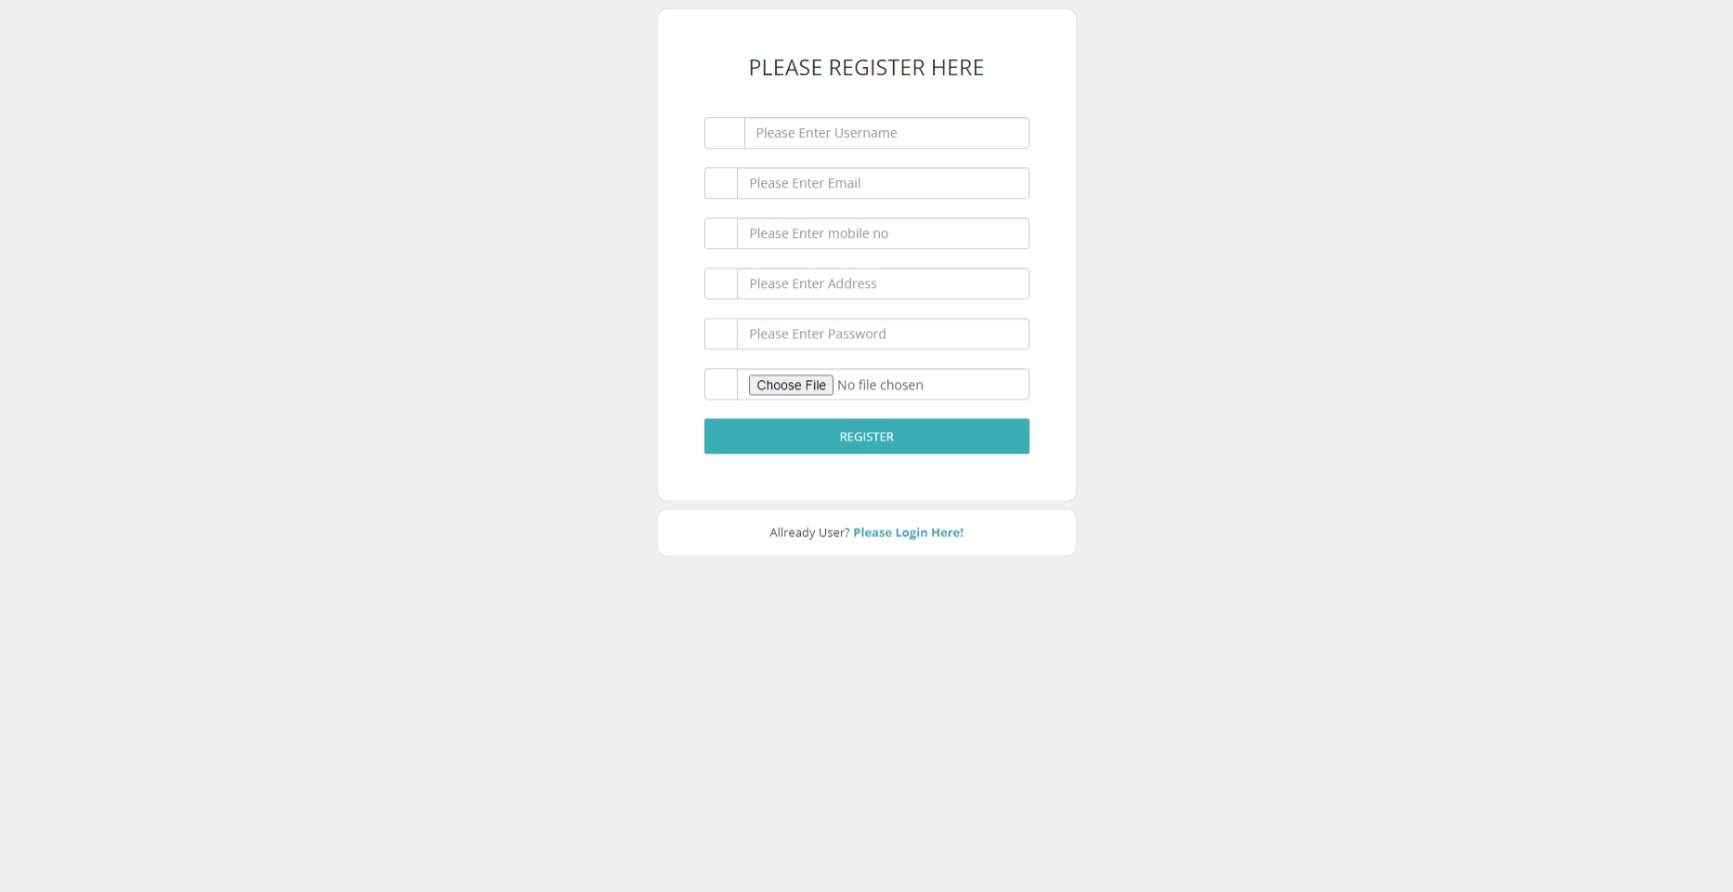 PLEASE REGISTER HERE
Please Enter Username
Please Enter Email
Please Enter mobile no
Please Enter Address
Please Enter Password
Choose File No file chosen
REGISTER
Allready User? Please Login Here!